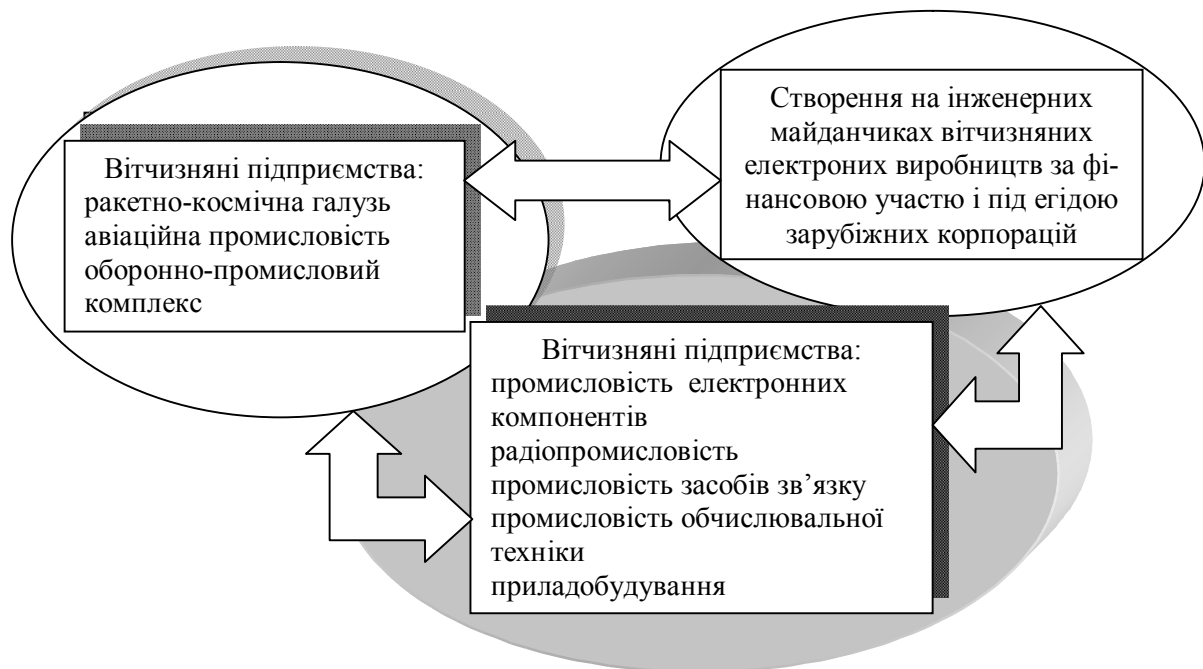 Вітчизняні підприємства:
ракетно-космічна галузь
авіаційна промисловість
оборонно-промисловий
комплекс
Створення на інженерних
майданчиках вітчизняних
електроних виробництв за фі-
нансовою участю і під егідою
зарубіжних корпорацій
Вітчизняні підприємства:
промисловість електронних
компонентів
радіопромисловість
промисловість засобів зв’язку
промисловість обчислювальної
техніки
приладобудування